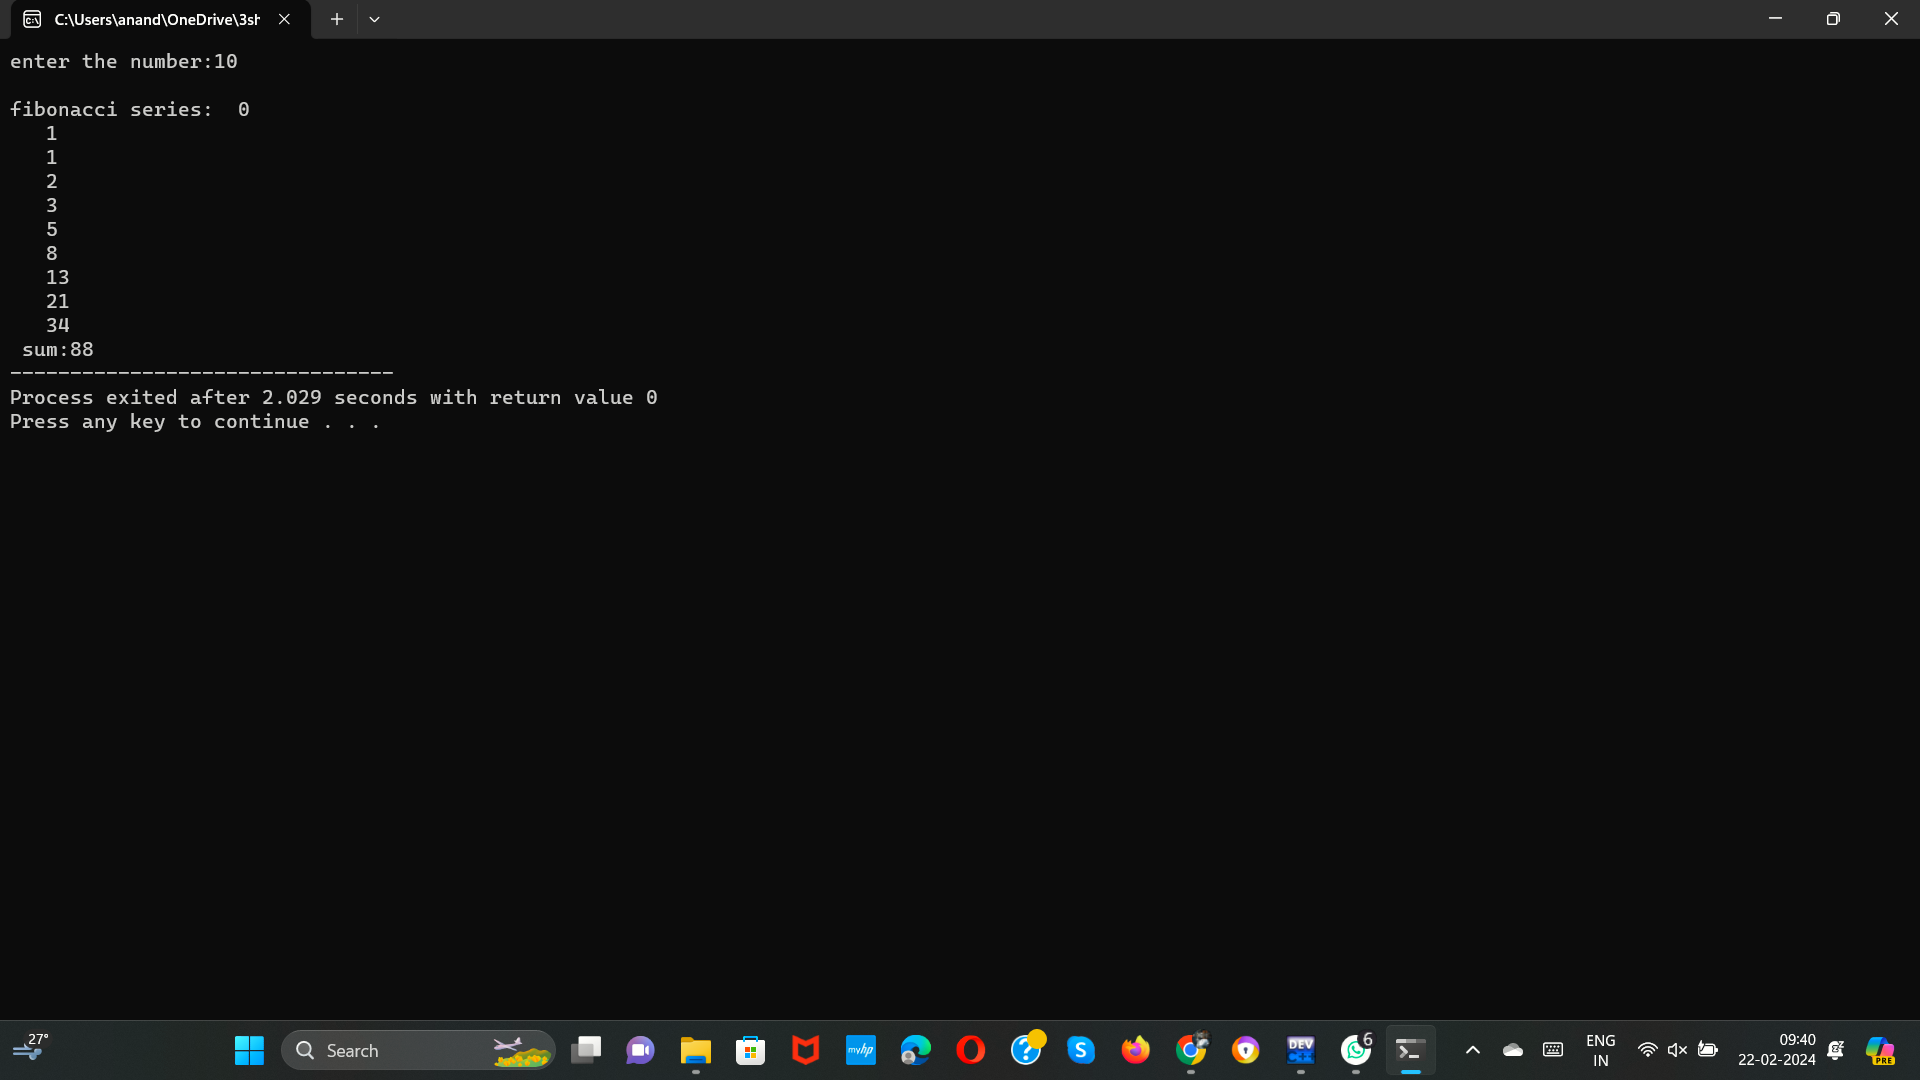 C:\Users\anand\OneDrive\3sh
enter the number:10
fibonacci series:  0
1
1
2
3
5
8
13
21
34
sum:88
--------------------------------
Process exited after 2.029 seconds with return value 0
Press any key to continue . . .
27°
Search
myhp
DEV
C++
6
ENG
IN
09:40
22-02-2024
PRE